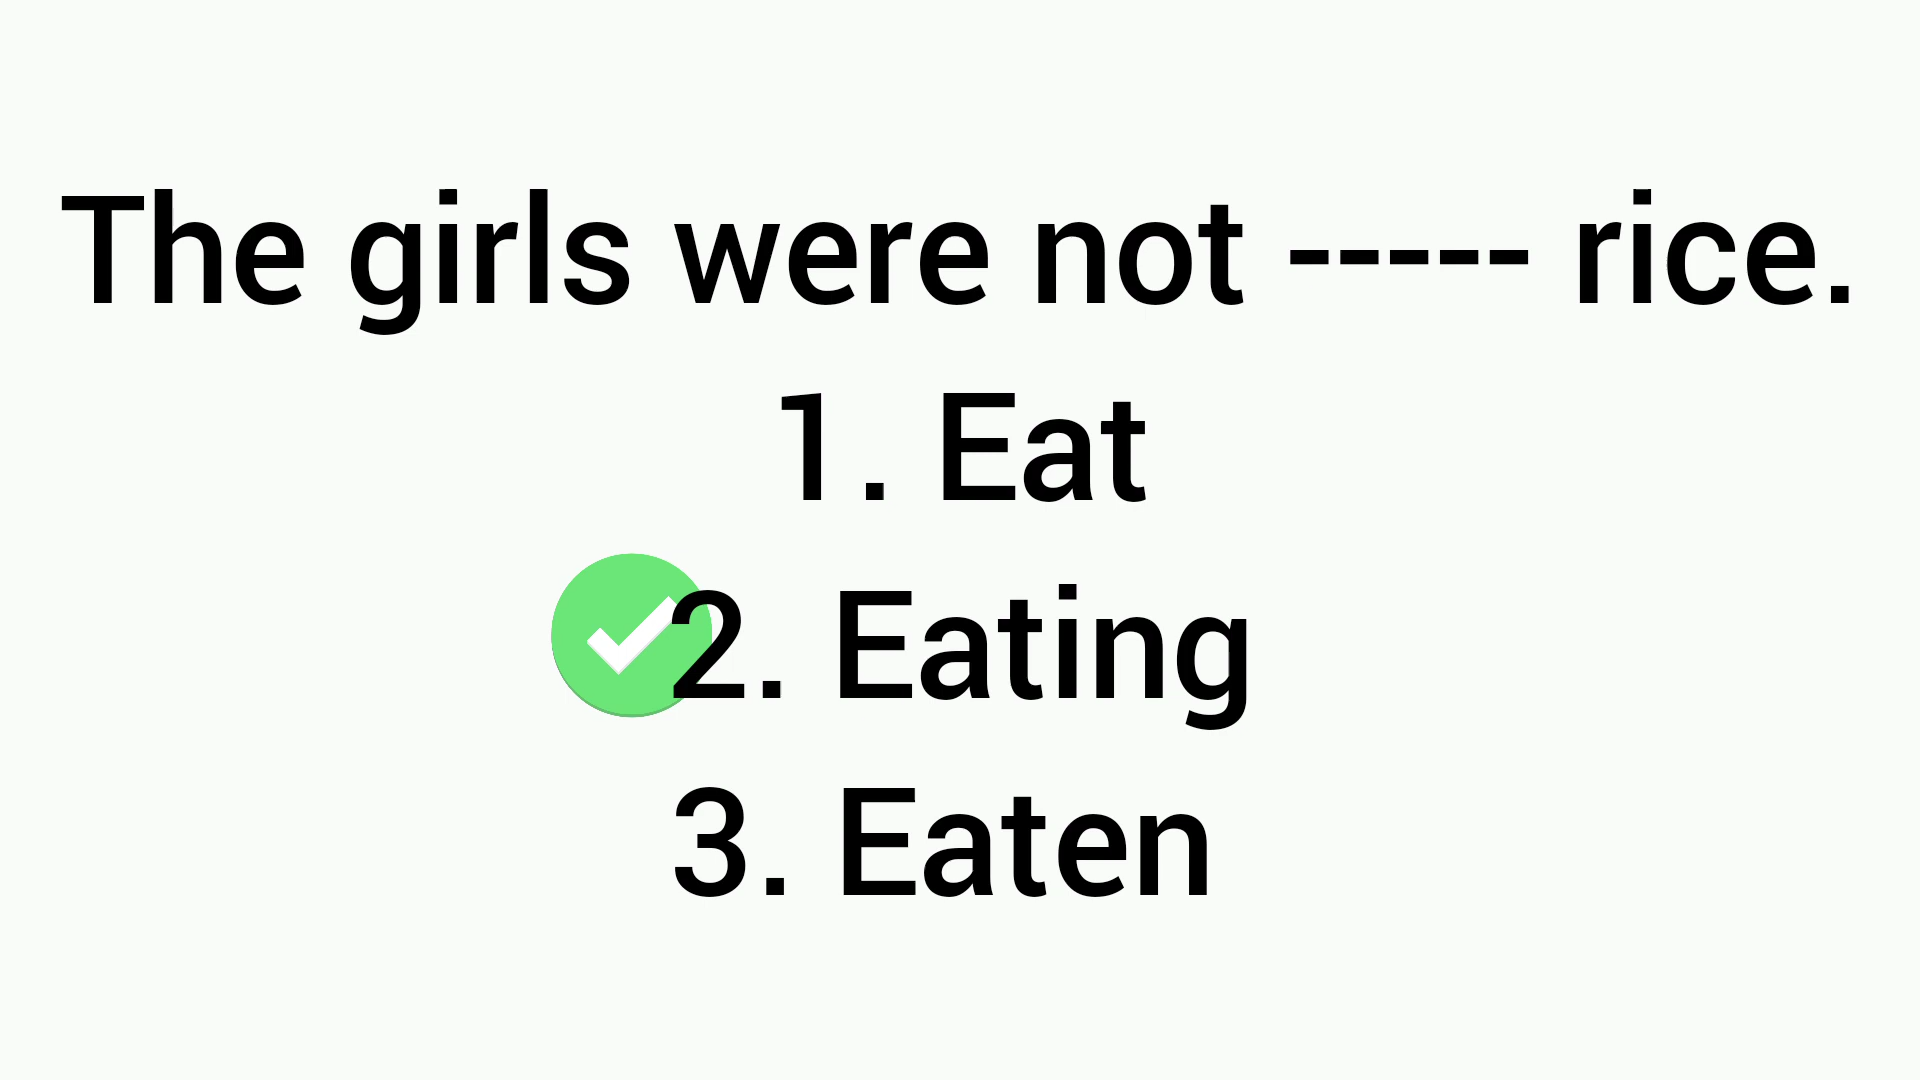 The girls were not ----- rice.
1. Eat
2. Eating
3. Eaten